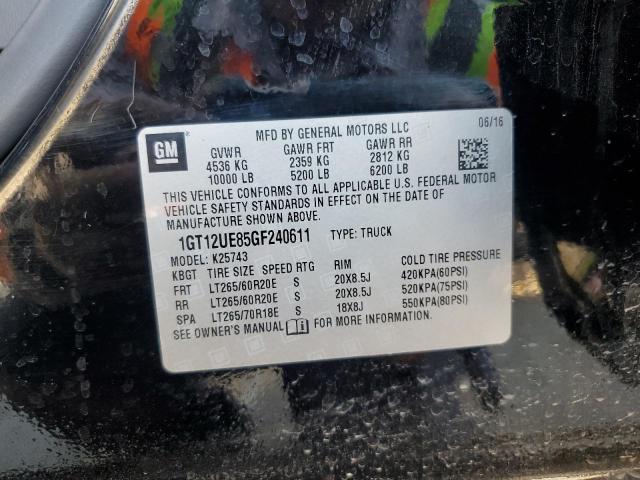 GM
MFD BY GENERAL MOTORS LLC
06/16
GVWR GAWR FRT GAWR RR
4536 KG 2359 KG 2812 KG
10000 LB 5200 LB 6200 LB
THIS VEHICLE CONFORMS TO ALL APPLICABLE U.S. FEDERAL MOTOR
VEHICLE SAFETY STANDARDS IN EFFECT ON THE DATE OF
MANUFACTURE SHOWN ABOVE.
1GT12UE85GF240611 TYPE: TRUCK
MODEL: K25743
KBGT TIRE SIZE SPEED RTG RIM COLD TIRE PRESSURE
FRT LT265/60R20E S 20X8.5J 420KPA(60PSI)
RR LT265/60R20E S 20X8.5J 520KPA(75PSI)
SPA LT265/70R18E S 18X8J 550KPA(80PSI)
SEE OWNER'S MANUAL FOR MORE INFORMATION.